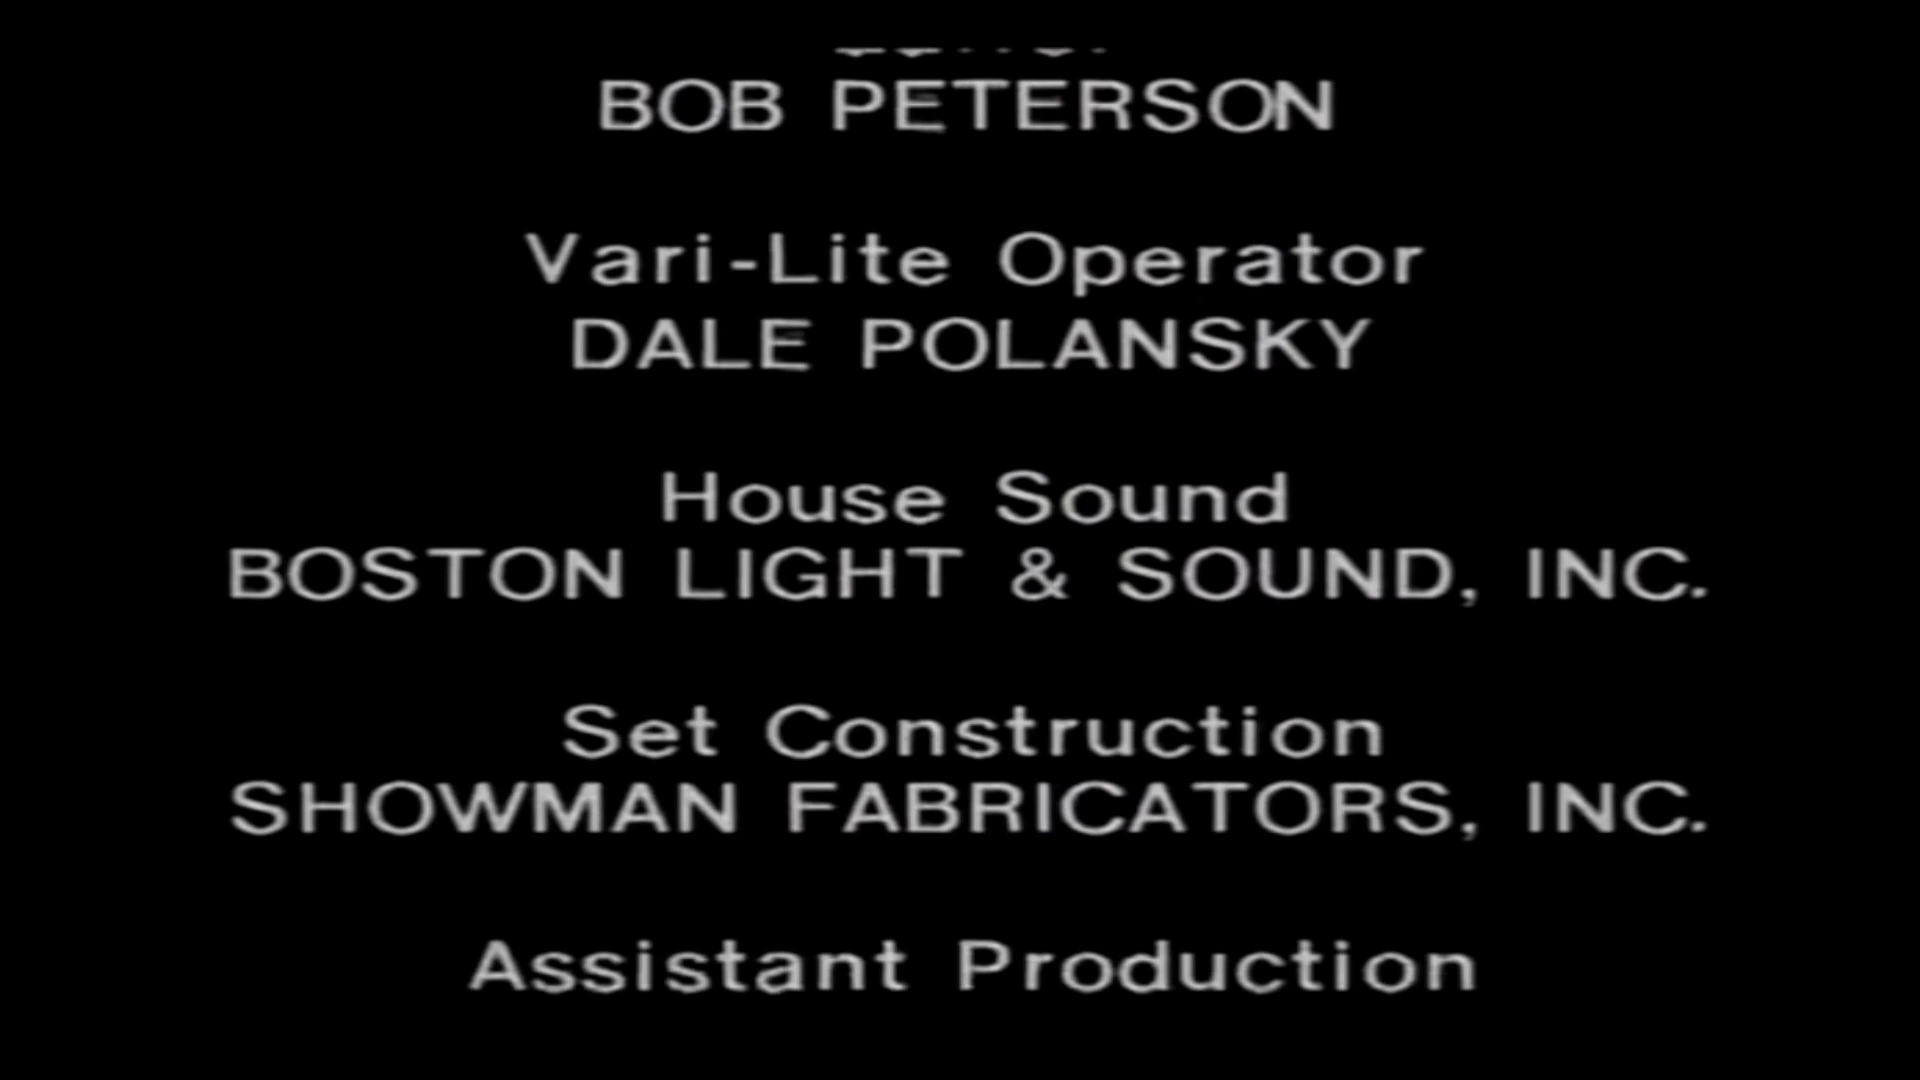 BOB PETERSON
Vari-Lite Operator
DALE POLANSKY
House Sound
BOSTON LIGHT & SOUND, INC.
Set Construction
SHOWMAN FABRICATORS, INC.
Assistant Production